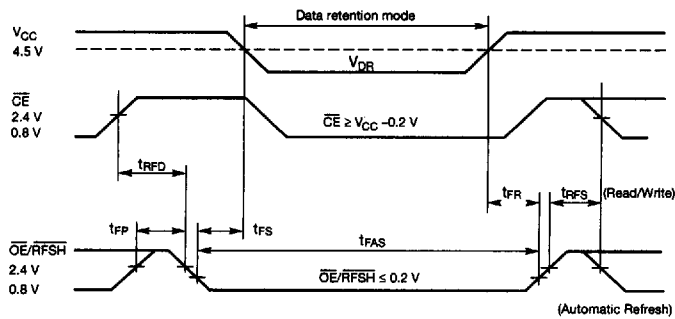 Data retention mode
VCC
4.5 V
VDR
CE
2.4 V
0.8 V
CE ≥ VCC –0.2 V
tRFD
tFR
tRFS
(Read/Write)
tFP
tFS
tFAS
OE/RFSH
2.4 V
0.8 V
OE/RFSH ≤ 0.2 V
(Automatic Refresh)